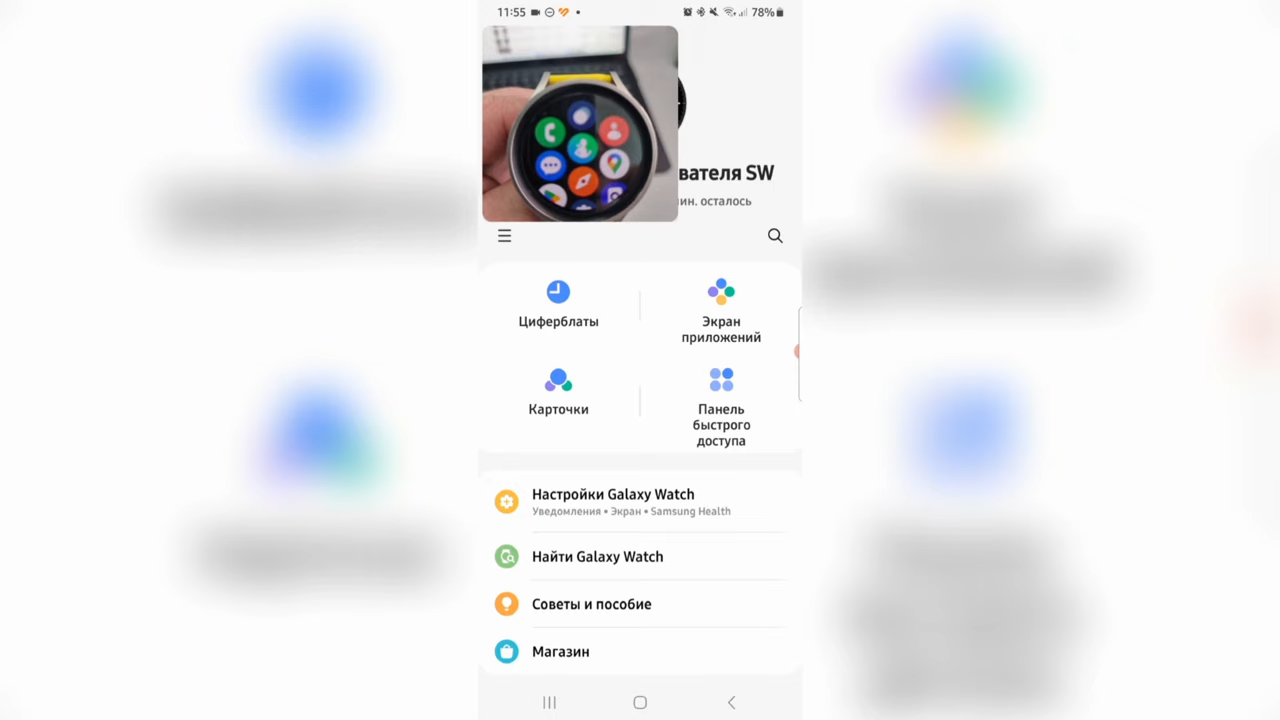 11:55
78%
вателя SW
ин. осталось
Циферблаты
Экран
приложений
Карточки
Панель
быстрого
доступа
Настройки Galaxy Watch
Уведомления • Экран • Samsung Health
Найти Galaxy Watch
Советы и пособие
Магазин